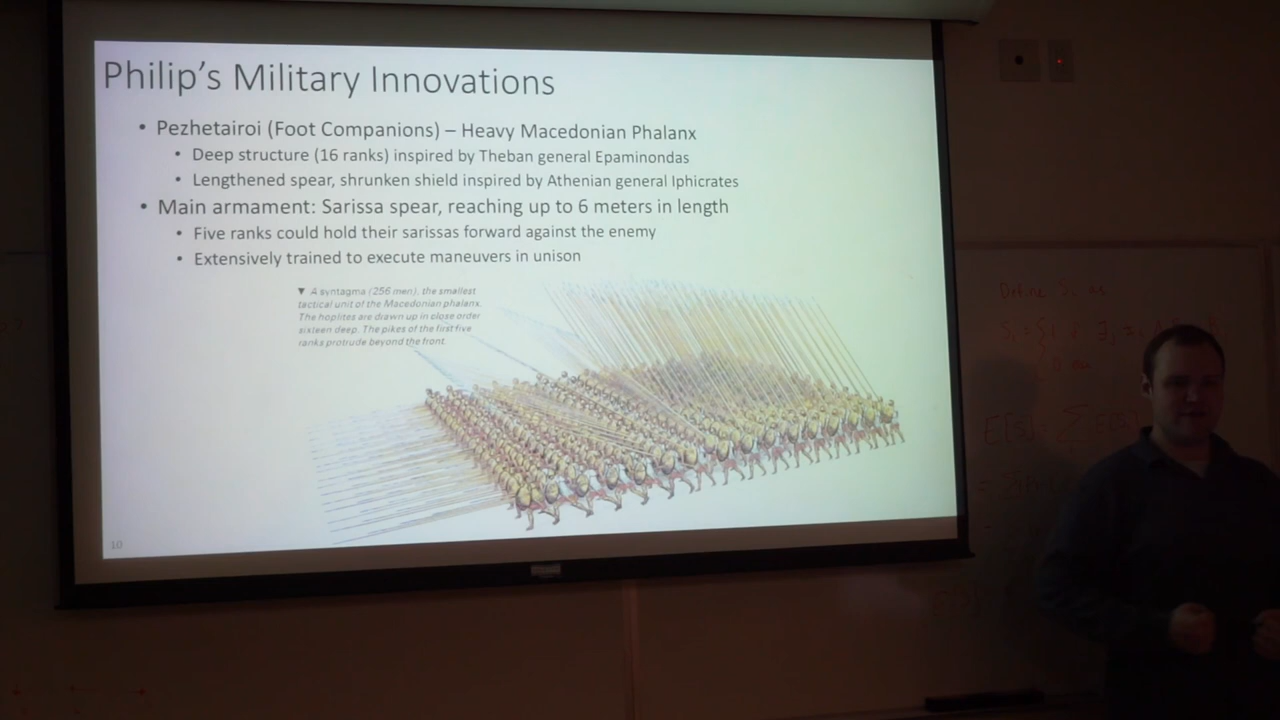 Philip's Military Innovations
• Pezhetairoi (Foot Companions) – Heavy Macedonian Phalanx
• Deep structure (16 ranks) inspired by Theban general Epaminondas
• Lengthened spear, shrunken shield inspired by Athenian general Iphicrates
• Main armament: Sarissa spear, reaching up to 6 meters in length
• Five ranks could hold their sarissas forward against the enemy
• Extensively trained to execute maneuvers in unison
▼ A syntagma (256 men), the smallest
tactical unit of the Macedonian phalanx.
The hoplites are drawn up in close order
sixteen deep. The pikes of the first five
ranks protrude beyond the front.
10
Define